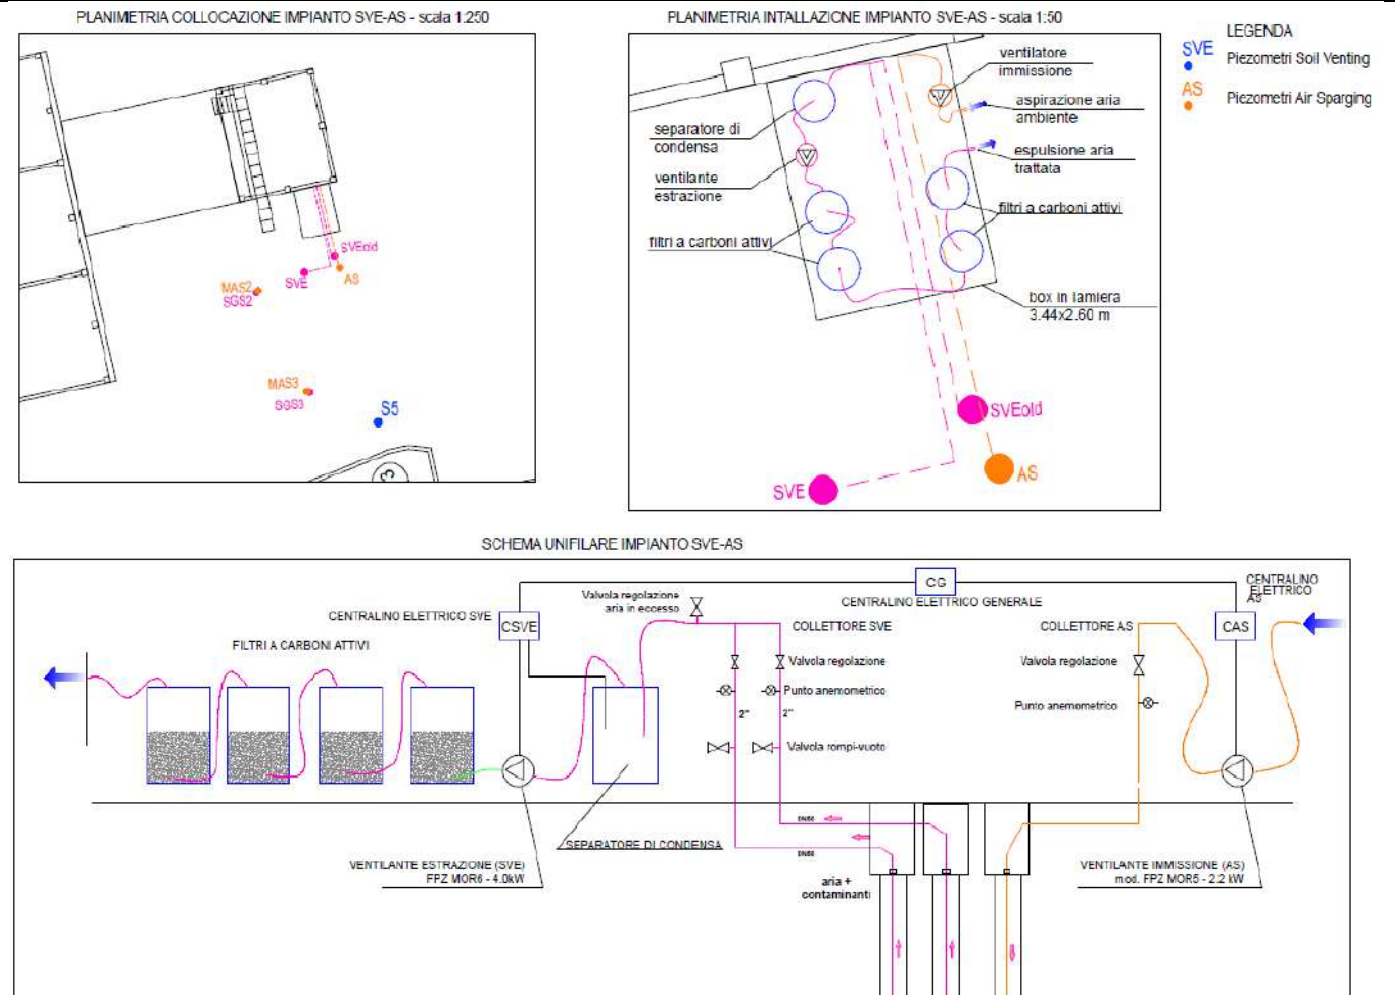 PLANIMETRIA COLLOCAZIONE IMPIANTO SVE-AS - scala 1:250
SVEold
SVE
AS
MAS2
SGS2
MAS3
SGS3
S5
3
PLANIMETRIA INTALLAZIONE IMPIANTO SVE-AS - scala 1:50
ventilatore
immissione
aspirazione aria
ambiente
separatore di
condensa
espulsione aria
trattata
ventilante
estrazione
filtri a carboni attivi
filtri a carboni attivi
box in lamiera
3.44x2.60 m
SVEold
AS
SVE
LEGENDA
SVE
Piezometri Soil Venting
AS
Piezometri Air Sparging
SCHEMA UNIFILARE IMPIANTO SVE-AS
CG
CENTRALINO ELETTRICO GENERALE
CENTRALINO
ELETTRICO
AS
Valvola regolazione
aria in eccesso
CENTRALINO ELETTRICO SVE
CSVE
COLLETTORE SVE
COLLETTORE AS
CAS
FILTRI A CARBONI ATTIVI
Valvola regolazione
Valvola regolazione
Punto anemometrico
Punto anemometrico
2"
2"
Valvola rompi-vuoto
SEPARATORE DI CONDENSA
VENTILANTE ESTRAZIONE (SVE)
FPZ MOR6 - 4.0kW
aria +
contaminanti
VENTILANTE IMMISSIONE (AS)
mod. FPZ MOR5 - 2.2 kW